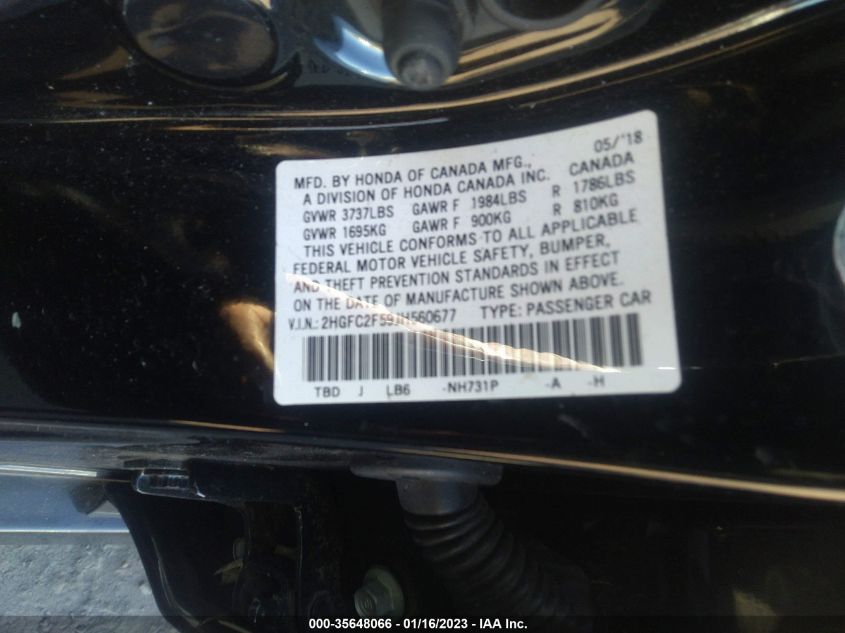 05/'18
MFD. BY HONDA OF CANADA MFG., CANADA
A DIVISION OF HONDA CANADA INC.
GVWR 3737LBS GAWR F 1984LBS R 1786LBS
GVWR 1695KG GAWR F 900KG R 810KG
THIS VEHICLE CONFORMS TO ALL APPLICABLE
FEDERAL MOTOR VEHICLE SAFETY, BUMPER,
AND THEFT PREVENTION STANDARDS IN EFFECT
ON THE DATE OF MANUFACTURE SHOWN ABOVE.
V.I.N.: 2HGFC2F59JH560677 TYPE: PASSENGER CAR
TBD J LB6 -NH731P -A -H
000-35648066 - 01/16/2023 - IAA Inc.